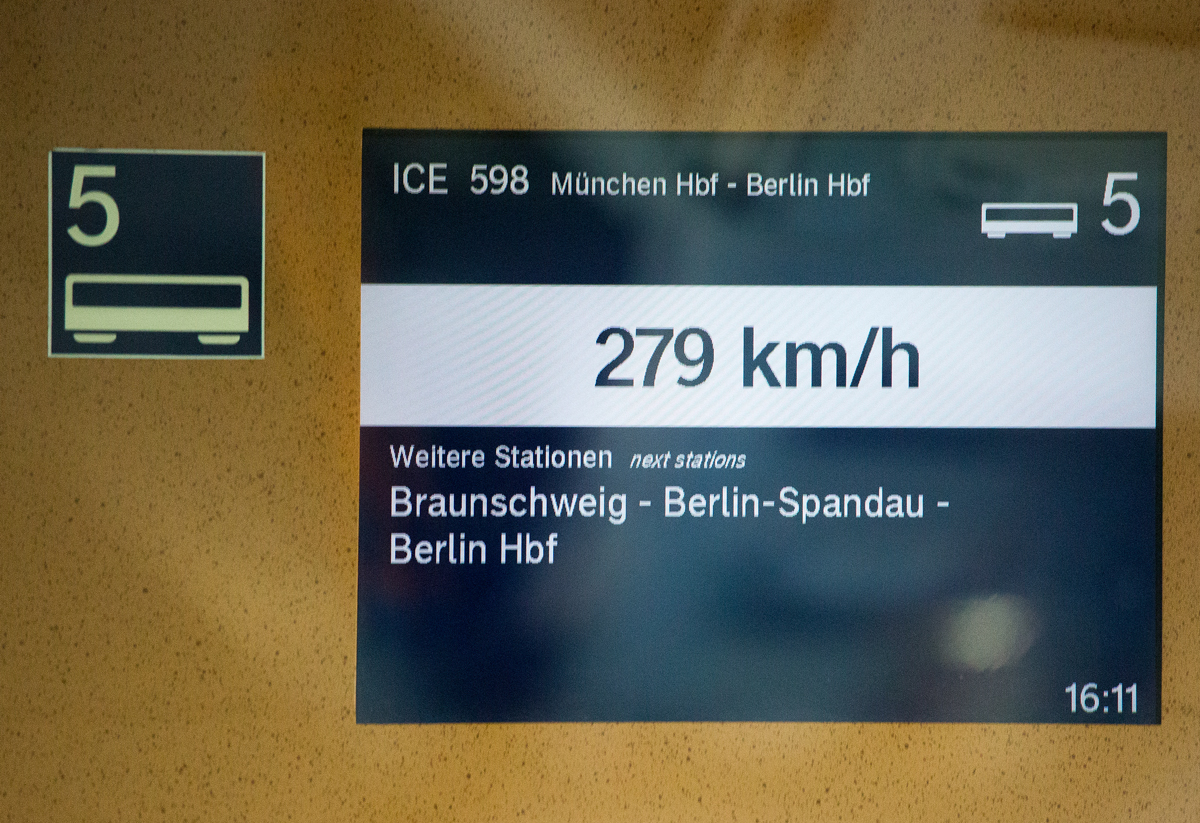 5
ICE 598 München Hbf - Berlin Hbf
5
279 km/h
Weitere Stationen next stations
Braunschweig - Berlin-Spandau -
Berlin Hbf
16:11